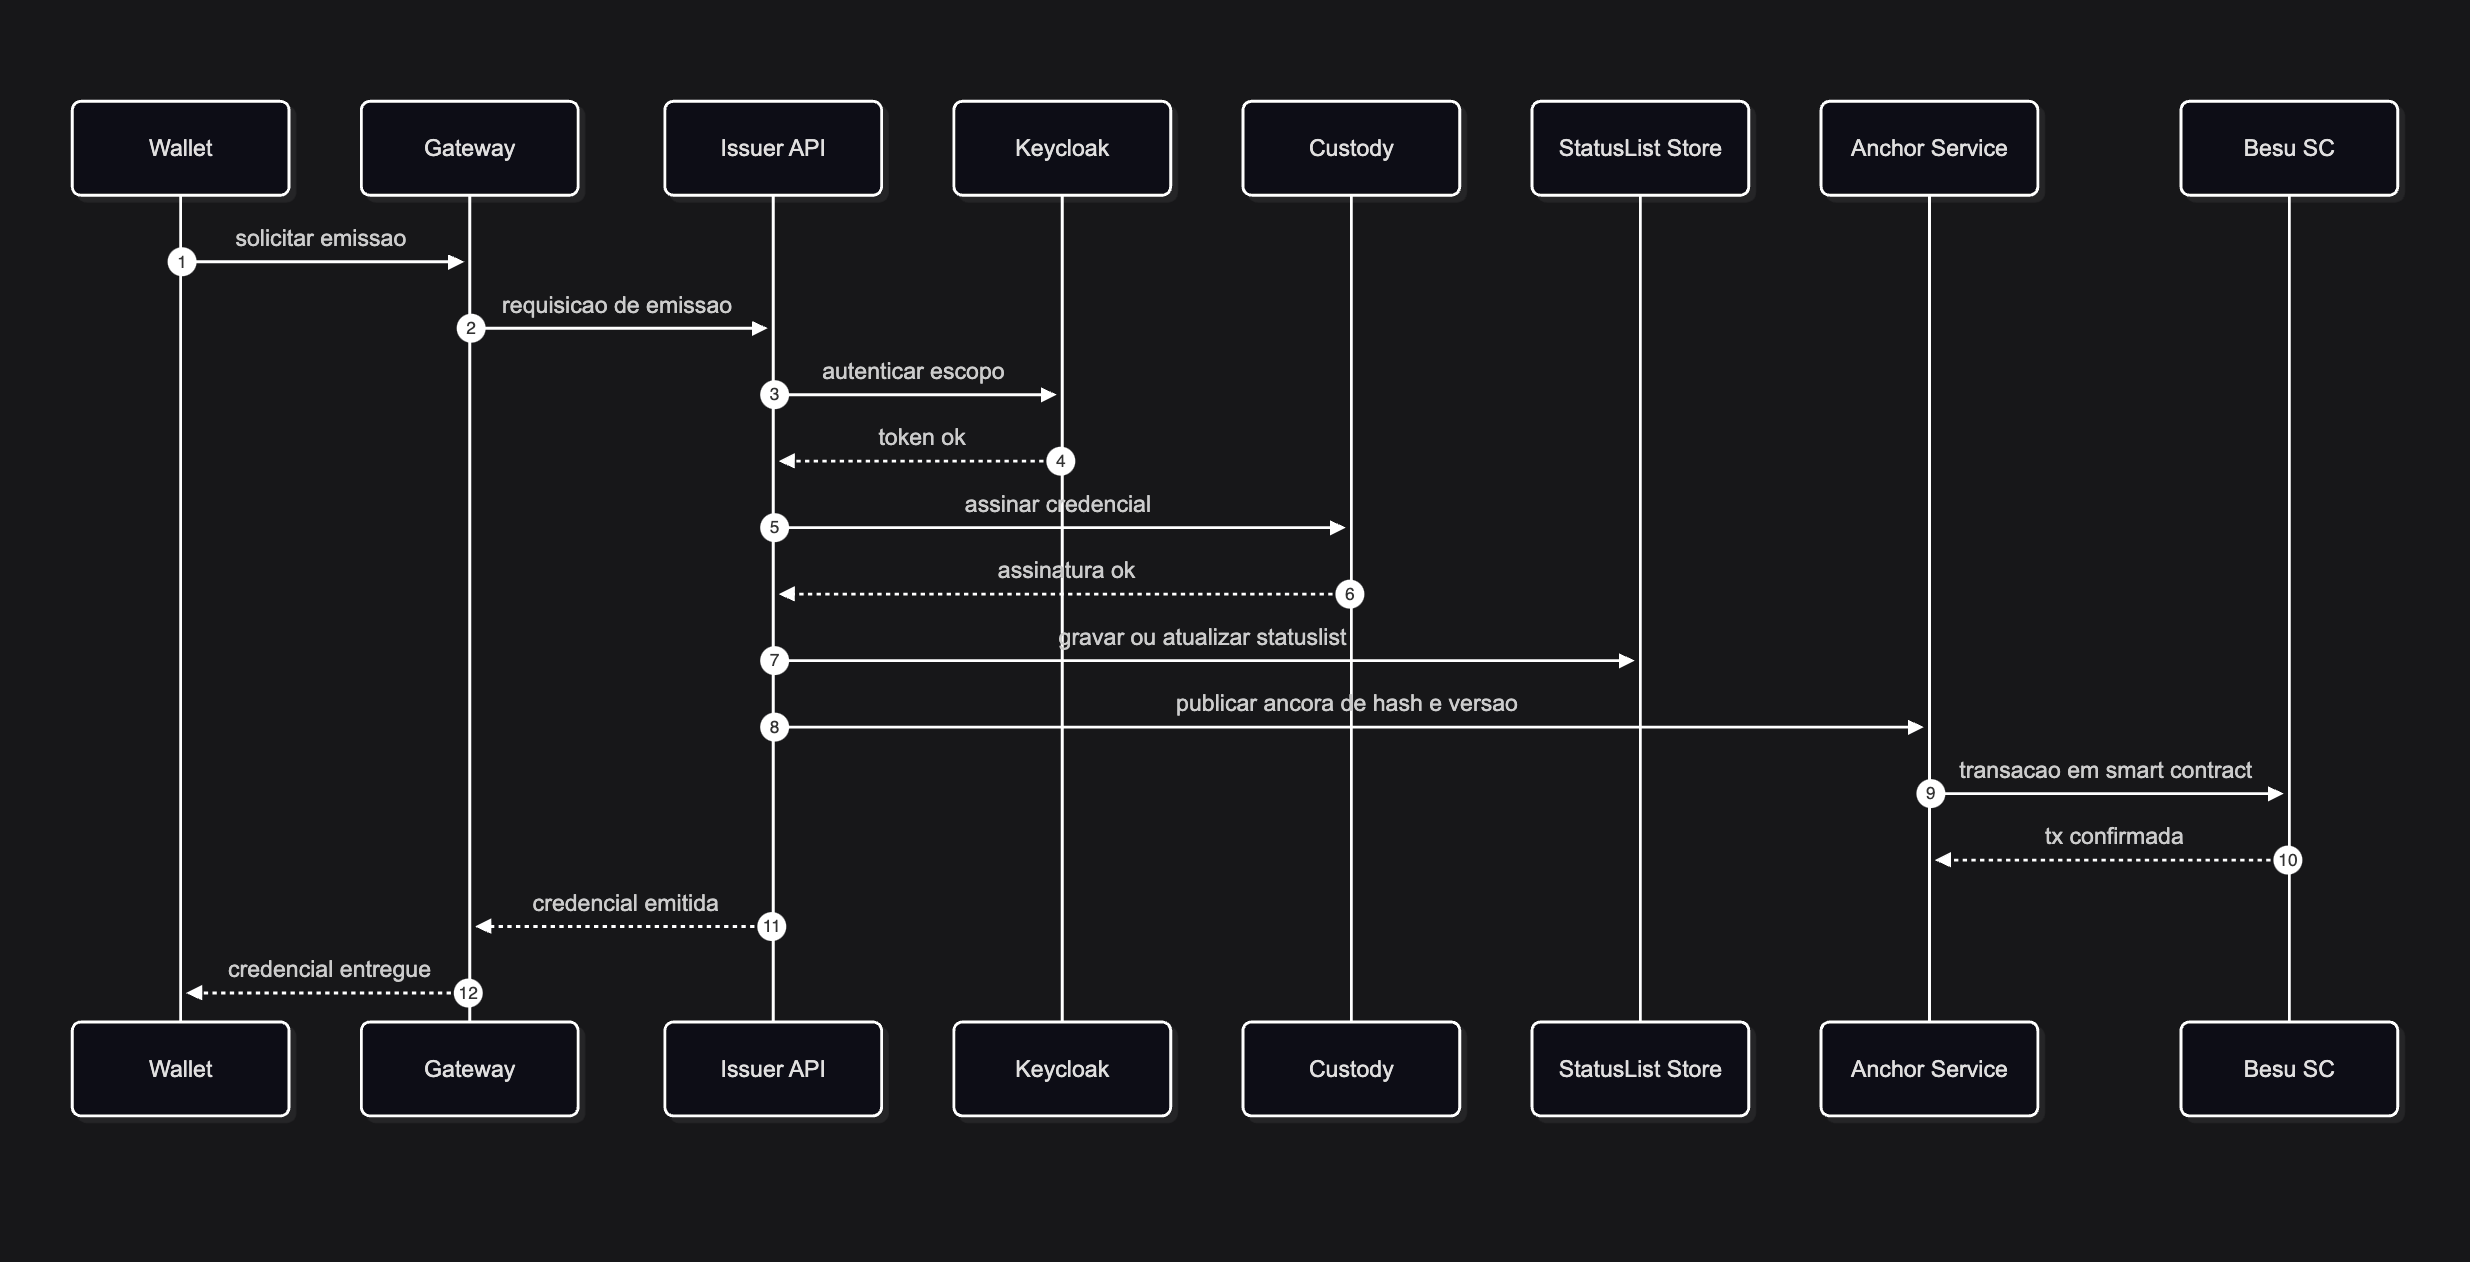 Wallet
Gateway
Issuer API
Keycloak
Custody
StatusList Store
Anchor Service
Besu SC
solicitar emissao
1
requisicao de emissao
2
autenticar escopo
3
token ok
4
assinar credencial
5
assinatura ok
6
gravar ou atualizar statuslist
7
publicar ancora de hash e versao
8
transacao em smart contract
9
tx confirmada
10
credencial emitida
11
credencial entregue
12
Wallet
Gateway
Issuer API
Keycloak
Custody
StatusList Store
Anchor Service
Besu SC